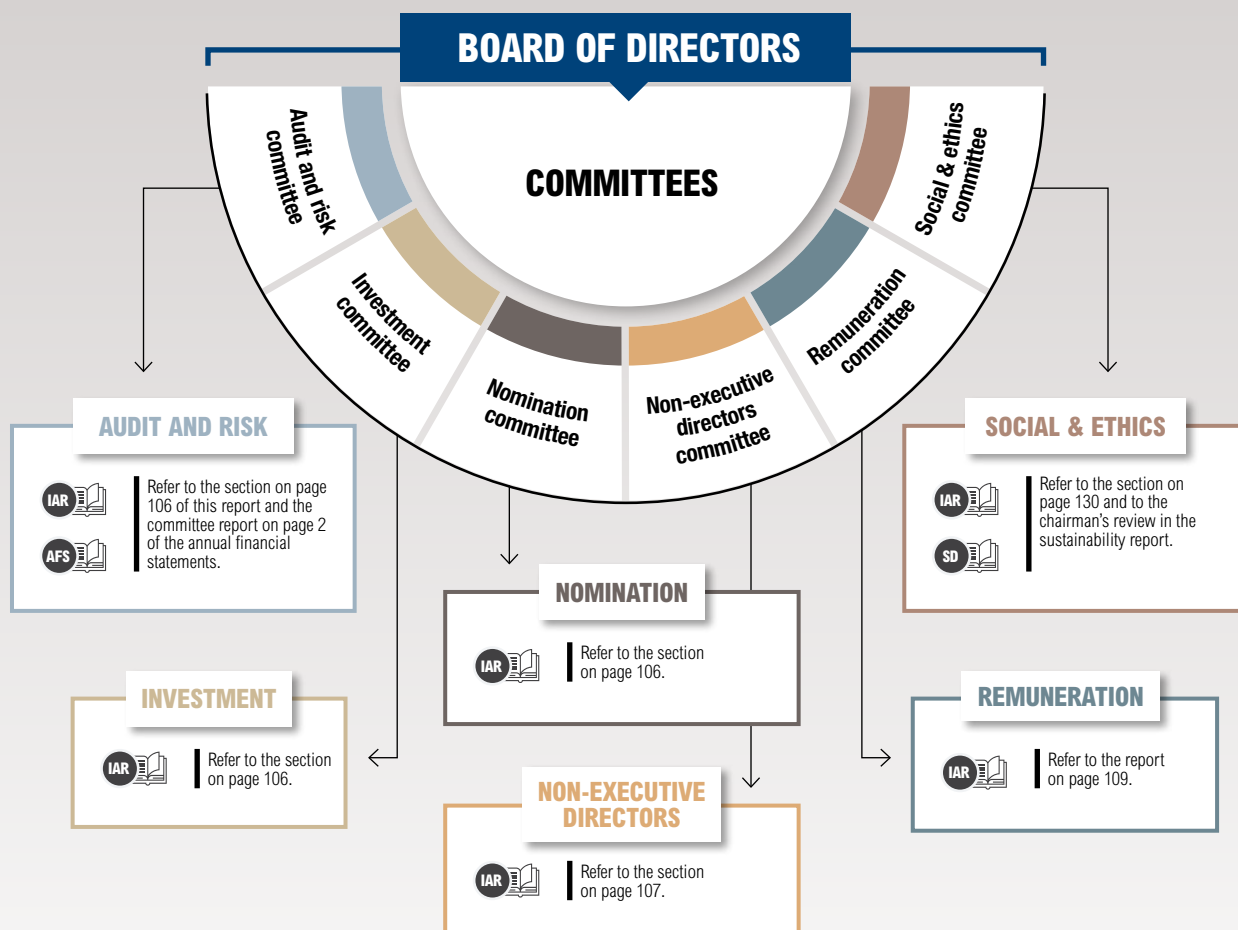 BOARD OF DIRECTORS
COMMITTEES
Audit and risk
committee
Investment
committee
Nomination
committee
Non-executive
directors
committee
Remuneration
committee
Social & ethics
committee
AUDIT AND RISK
IAR
AFS
Refer to the section on page
106 of this report and the
committee report on page 2
of the annual financial
statements.
SOCIAL & ETHICS
IAR
SD
Refer to the section on
page 130 and to the
chairman’s review in the
sustainability report.
NOMINATION
IAR
Refer to the section
on page 106.
INVESTMENT
IAR
Refer to the section
on page 106.
REMUNERATION
IAR
Refer to the report
on page 109.
NON-EXECUTIVE
DIRECTORS
IAR
Refer to the section
on page 107.